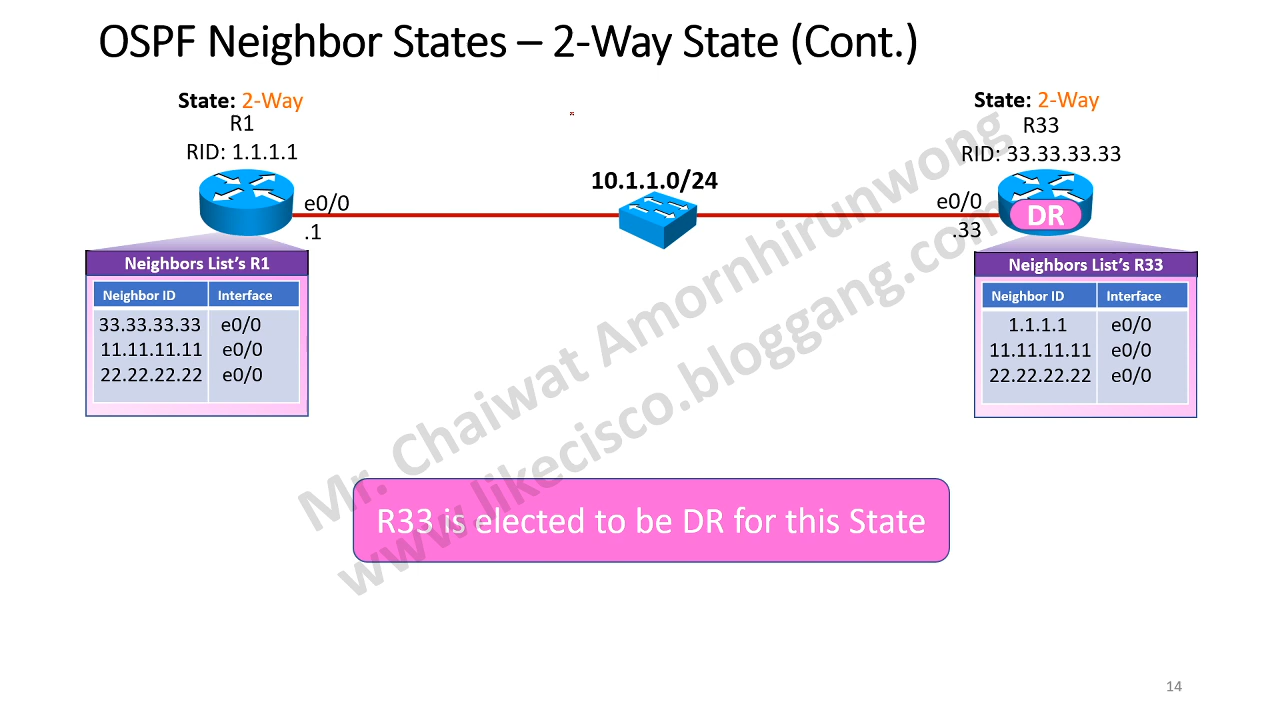 OSPF Neighbor States – 2-Way State (Cont.)
State: 2-Way
R1
RID: 1.1.1.1
State: 2-Way
R33
RID: 33.33.33.33
10.1.1.0/24
e0/0
.1
e0/0
.33
DR
Neighbors List's R1
Neighbor ID Interface
33.33.33.33 e0/0
11.11.11.11 e0/0
22.22.22.22 e0/0
Neighbors List's R33
Neighbor ID Interface
1.1.1.1 e0/0
11.11.11.11 e0/0
22.22.22.22 e0/0
Mr. Chaiwat Amornhirunwong
www.likecisco.bloggang.com
R33 is elected to be DR for this State
14